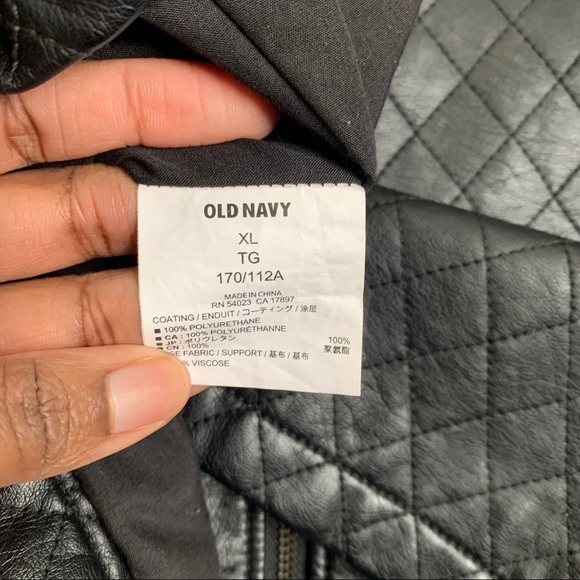 OLD NAVY
XL
TG
170/112A
MADE IN CHINA
RN 54023 CA 17897
COATING / ENDUIT / コーティング / 涂层
■ 100% POLYURETHANE
■ CA : 100% POLYURÉTHANNE
■ JP : ポリウレタン 100%
■ CN : 100% 聚氨酯
FABRIC / SUPPORT / 基布 / 基布
VISCOSE